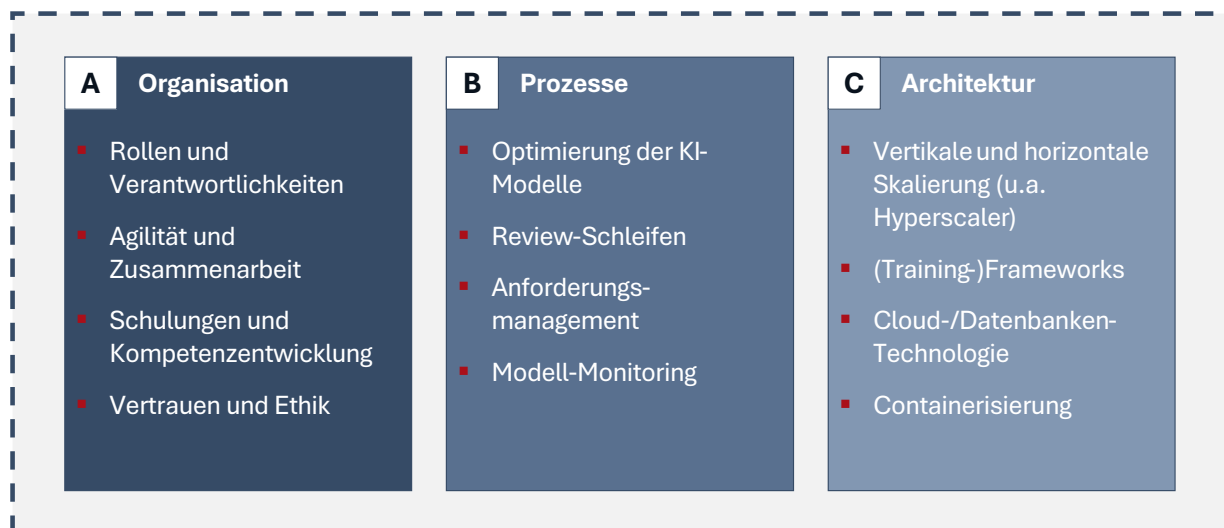 A Organisation
Rollen und
Verantwortlichkeiten
Agilität und
Zusammenarbeit
Schulungen und
Kompetenzentwicklung
Vertrauen und Ethik
B Prozesse
Optimierung der KI-
Modelle
Review-Schleifen
Anforderungs-
management
Modell-Monitoring
C Architektur
Vertikale und horizontale
Skalierung (u.a.
Hyperscaler)
(Training-)Frameworks
Cloud-/Datenbanken-
Technologie
Containerisierung